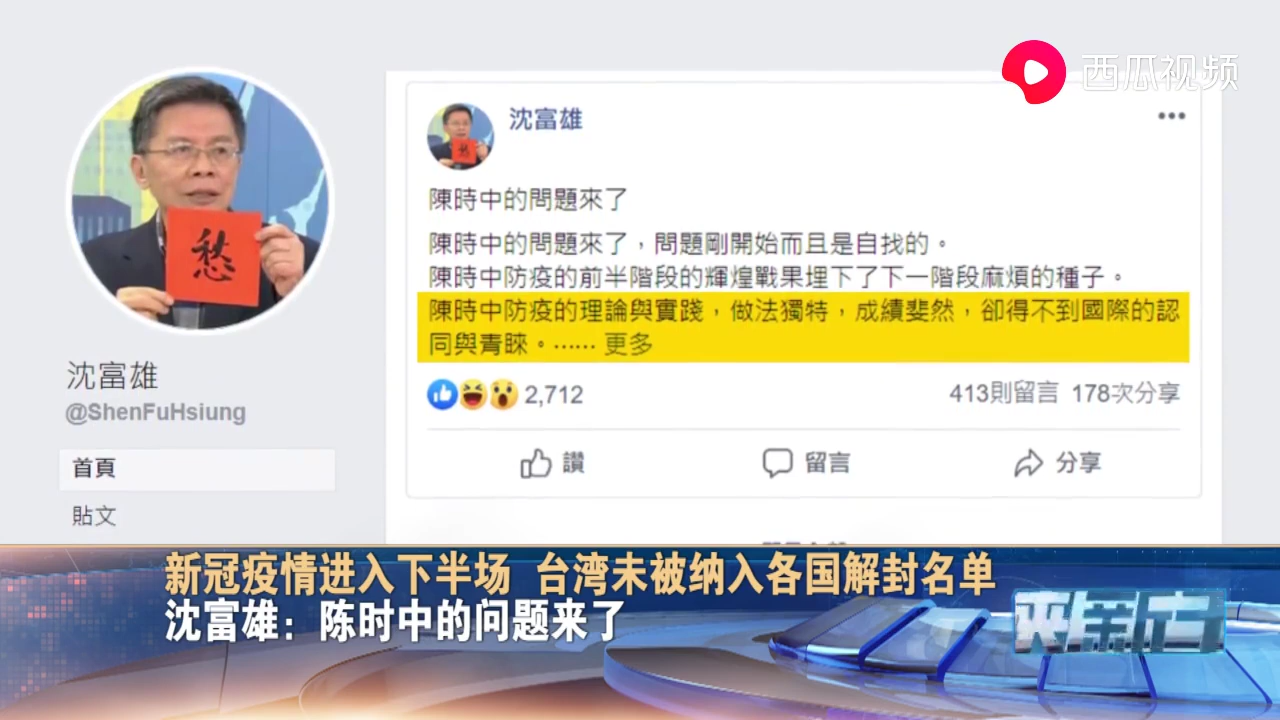 西瓜视频
愁
沈富雄
陳時中的問題來了
陳時中的問題來了，問題剛開始而且是自找的。
陳時中防疫的前半階段的輝煌戰果埋下了下一階段麻煩的種子。
陳時中防疫的理論與實踐，做法獨特，成績斐然，卻得不到國際的認
同與青睞。…… 更多
2,712
413則留言 178次分享
讚 留言 分享
沈富雄
@ShenFuHsiung
首頁
貼文
新冠疫情进入下半场 台湾未被纳入各国解封名单
沈富雄：陈时中的问题来了